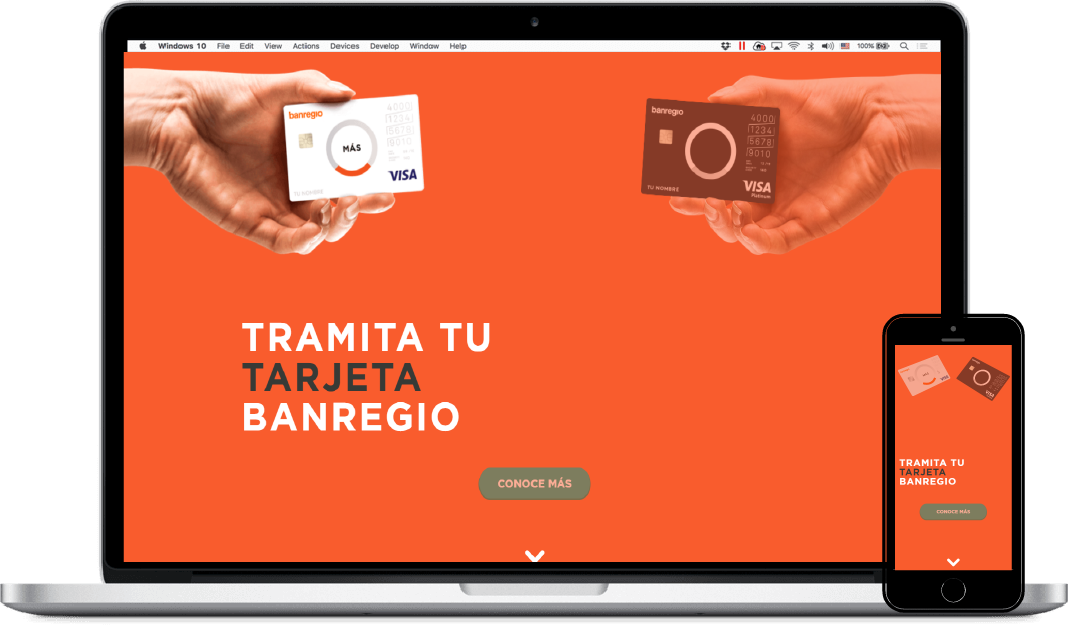 Windows 10 File Edit View Actions Devices Develop Window Help 100%
banregio
MÁS
4000
1234
5678
9010
TU NOMBRE
VISA
banregio
4000
1234
5678
9010
TU NOMBRE
VISA
Platinum
TRAMITA TU
TARJETA
BANREGIO
CONOCE MÁS
VISA
TRAMITA TU
TARJETA
BANREGIO
CONOCE MÁS